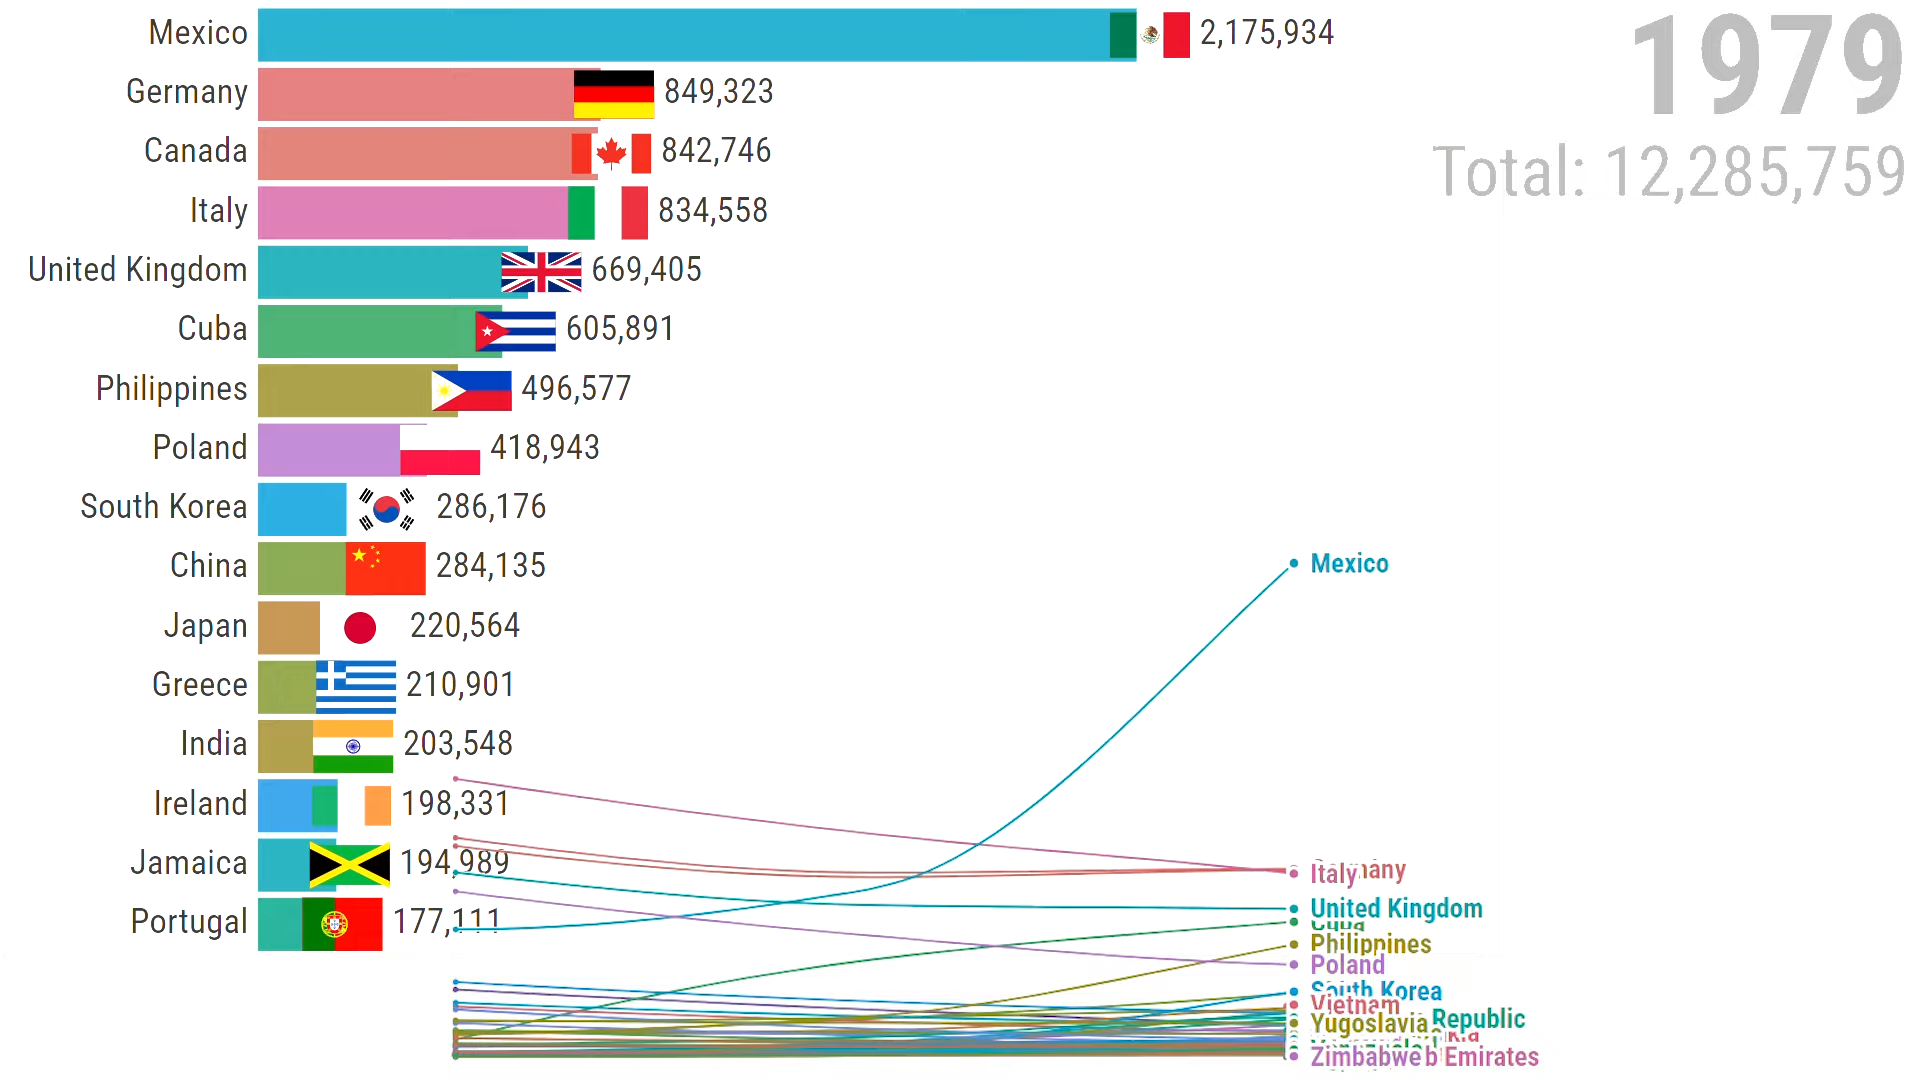 Mexico 2,175,934
1979
Germany 849,323
Canada 842,746
Total: 12,285,759
Italy 834,558
United Kingdom 669,405
Cuba 605,891
Philippines 496,577
Poland 418,943
South Korea 286,176
China 284,135
Mexico
Japan 220,564
Greece 210,901
India 203,548
Ireland 198,331
Jamaica 194,989
Italy
Portugal 177,111
United Kingdom
Cuba
Philippines
Poland
South Korea
Vietnam
Yugoslavia Republic
Zimbabwe Emirates